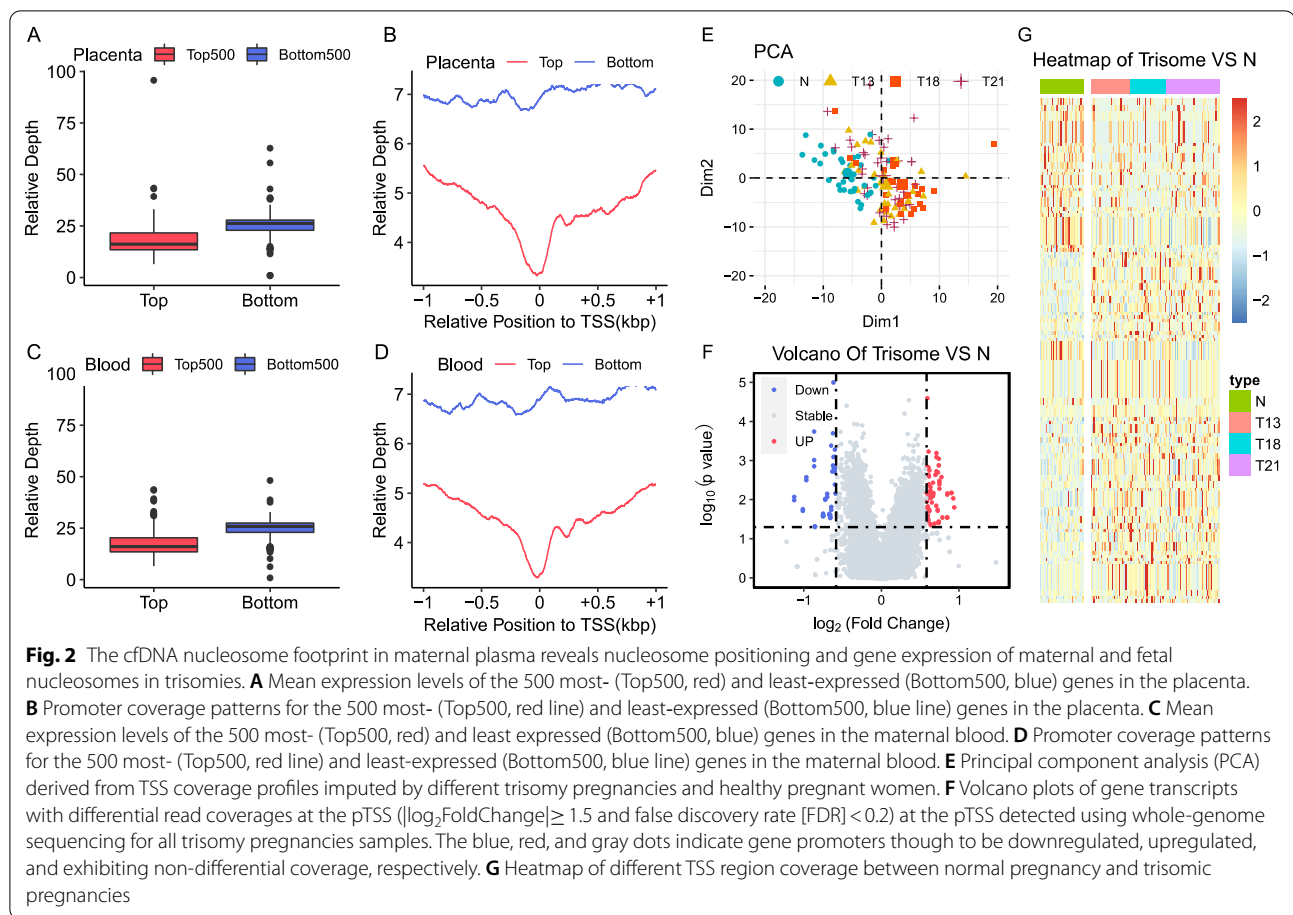 A
Placenta Top500 Bottom500
100
75
50
25
0
Relative Depth
Top Bottom
B
Placenta Top Bottom
7
6
5
4
Relative Depth
−1 −0.5 0 +0.5 +1
Relative Position to TSS(kbp)
C
Blood Top500 Bottom500
100
75
50
25
0
Relative Depth
Top Bottom
D
Blood Top Bottom
7
6
5
4
Relative Depth
−1 −0.5 0 +0.5 +1
Relative Position to TSS(kbp)
E
PCA
N T13 T18 T21
20
10
0
−10
−20
Dim2
−20 −10 0 10 20
Dim1
F
Volcano Of Trisome VS N
Down
Stable
UP
5
4
3
2
1
0
log10 (p value)
−1 0 1
log2 (Fold Change)
G
Heatmap of Trisome VS N
2
1
0
−1
−2
type
N
T13
T18
T21
Fig. 2 The cfDNA nucleosome footprint in maternal plasma reveals nucleosome positioning and gene expression of maternal and fetal
nucleosomes in trisomies. A Mean expression levels of the 500 most- (Top500, red) and least-expressed (Bottom500, blue) genes in the placenta.
B Promoter coverage patterns for the 500 most- (Top500, red line) and least-expressed (Bottom500, blue line) genes in the placenta. C Mean
expression levels of the 500 most- (Top500, red) and least expressed (Bottom500, blue) genes in the maternal blood. D Promoter coverage patterns
for the 500 most- (Top500, red line) and least-expressed (Bottom500, blue line) genes in the maternal blood. E Principal component analysis (PCA)
derived from TSS coverage profiles imputed by different trisomy pregnancies and healthy pregnant women. F Volcano plots of gene transcripts
with differential read coverages at the pTSS (|log2FoldChange| ≥ 1.5 and false discovery rate [FDR] < 0.2) at the pTSS detected using whole-genome
sequencing for all trisomy pregnancies samples. The blue, red, and gray dots indicate gene promoters though to be downregulated, upregulated,
and exhibiting non-differential coverage, respectively. G Heatmap of different TSS region coverage between normal pregnancy and trisomic
pregnancies